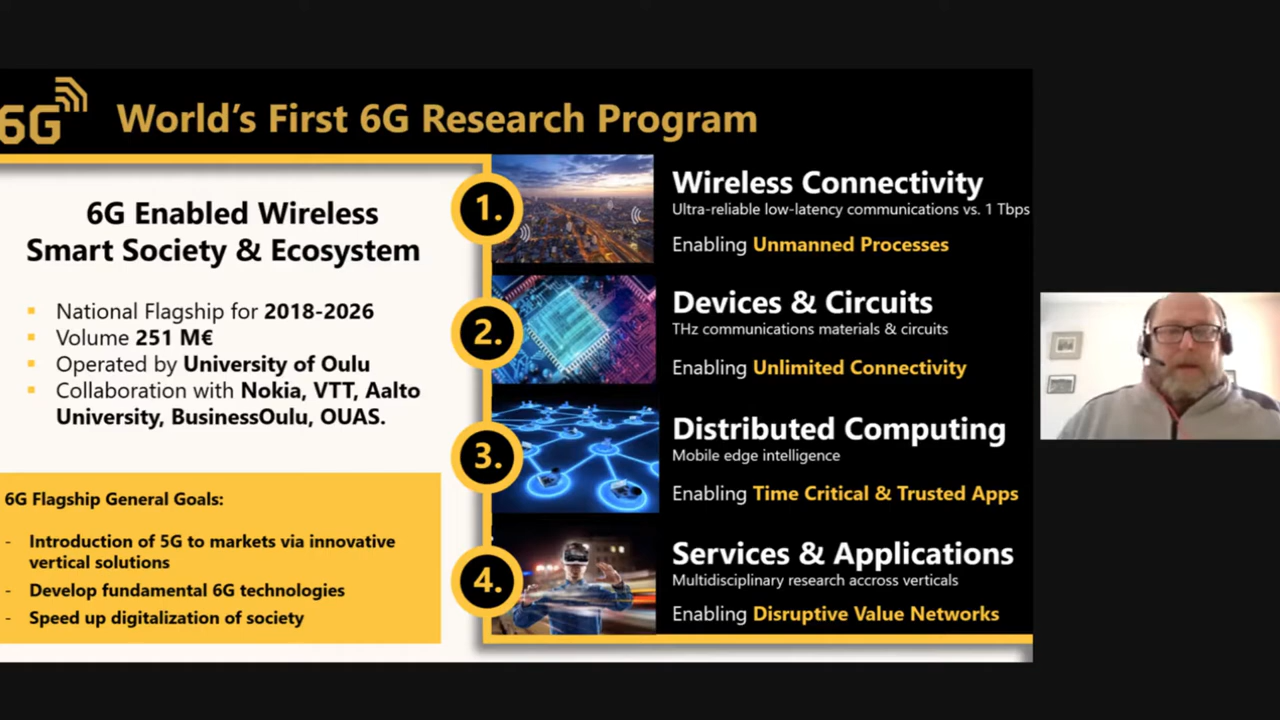 6G
World's First 6G Research Program
6G Enabled Wireless
Smart Society & Ecosystem
▪ National Flagship for 2018-2026
▪ Volume 251 M€
▪ Operated by University of Oulu
▪ Collaboration with Nokia, VTT, Aalto
University, BusinessOulu, OUAS.
6G Flagship General Goals:
- Introduction of 5G to markets via innovative
vertical solutions
- Develop fundamental 6G technologies
- Speed up digitalization of society
1.
Wireless Connectivity
Ultra-reliable low-latency communications vs. 1 Tbps
Enabling Unmanned Processes
2.
Devices & Circuits
THz communications materials & circuits
Enabling Unlimited Connectivity
3.
Distributed Computing
Mobile edge intelligence
Enabling Time Critical & Trusted Apps
4.
Services & Applications
Multidisciplinary research accross verticals
Enabling Disruptive Value Networks